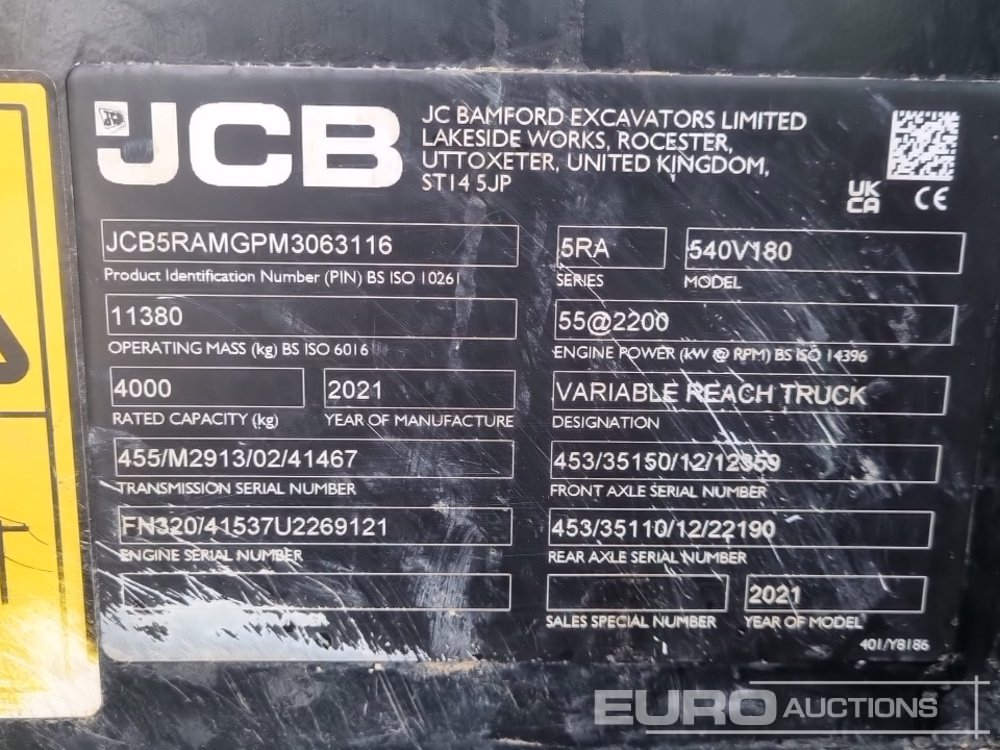 JCB
JC BAMFORD EXCAVATORS LIMITED
LAKESIDE WORKS, ROCESTER,
UTTOXETER, UNITED KINGDOM,
ST14 5JP
UK
CA CE
JCB5RAMGPM3063116
Product Identification Number (PIN) BS ISO 10261
5RA
SERIES
540V180
MODEL
11380
OPERATING MASS (kg) BS ISO 6016
55@2200
ENGINE POWER (kW @ RPM) BS ISO 14396
4000
RATED CAPACITY (kg)
2021
YEAR OF MANUFACTURE
VARIABLE REACH TRUCK
DESIGNATION
455/M2913/02/41467
TRANSMISSION SERIAL NUMBER
453/35150/12/12359
FRONT AXLE SERIAL NUMBER
FN320/41537U2269121
ENGINE SERIAL NUMBER
453/35110/12/22190
REAR AXLE SERIAL NUMBER
SALES SPECIAL NUMBER
2021
YEAR OF MODEL
401/Y8186
EURO AUCTIONS